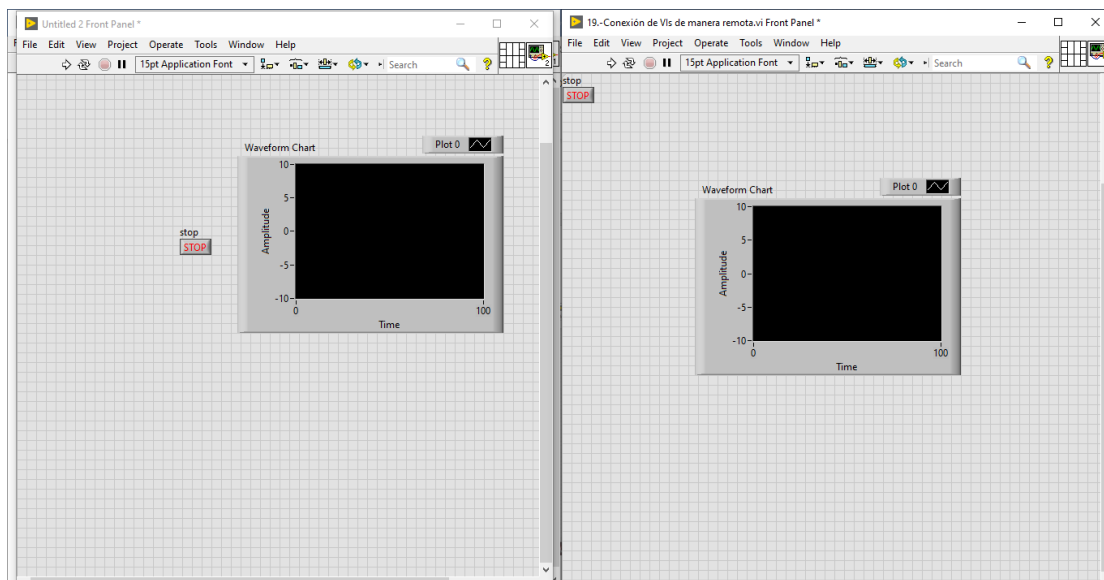 Untitled 2 Front Panel *
File Edit View Project Operate Tools Window Help
15pt Application Font
Search
?
2
Waveform Chart
Plot 0
10
5
0
-5
-10
Amplitude
0
100
Time
stop
STOP
19.-Conexión de VIs de manera remota.vi Front Panel *
File Edit View Project Operate Tools Window Help
15pt Application Font
Search
?
stop
STOP
Waveform Chart
Plot 0
10
5
0
-5
-10
Amplitude
0
100
Time